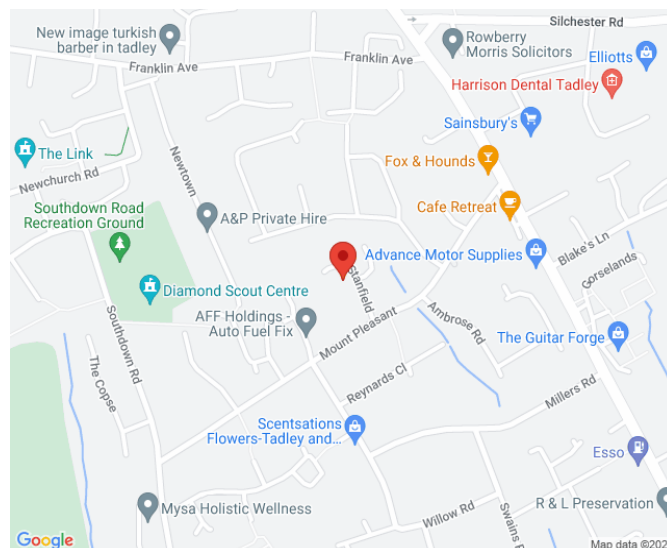 Silchester Rd
New image turkish
barber in tadley
Rowberry
Morris Solicitors
Franklin Ave
Franklin Ave
Elliotts
Harrison Dental Tadley
Sainsbury's
The Link
Newtown
Fox & Hounds
Newchurch Rd
Southdown Road
Recreation Ground
A&P Private Hire
Cafe Retreat
Blake's Ln
Advance Motor Supplies
Gorselands
Stanfield
Diamond Scout Centre
AFF Holdings -
Auto Fuel Fix
Southdown Rd
Mount Pleasant
Ambrose Rd
The Guitar Forge
The Copse
Reynards Cl
Millers Rd
Scentsations
Flowers-Tadley and...
Esso
Mysa Holistic Wellness
Willow Rd
Swains Rd
R & L Preservation
Google
Map data ©202